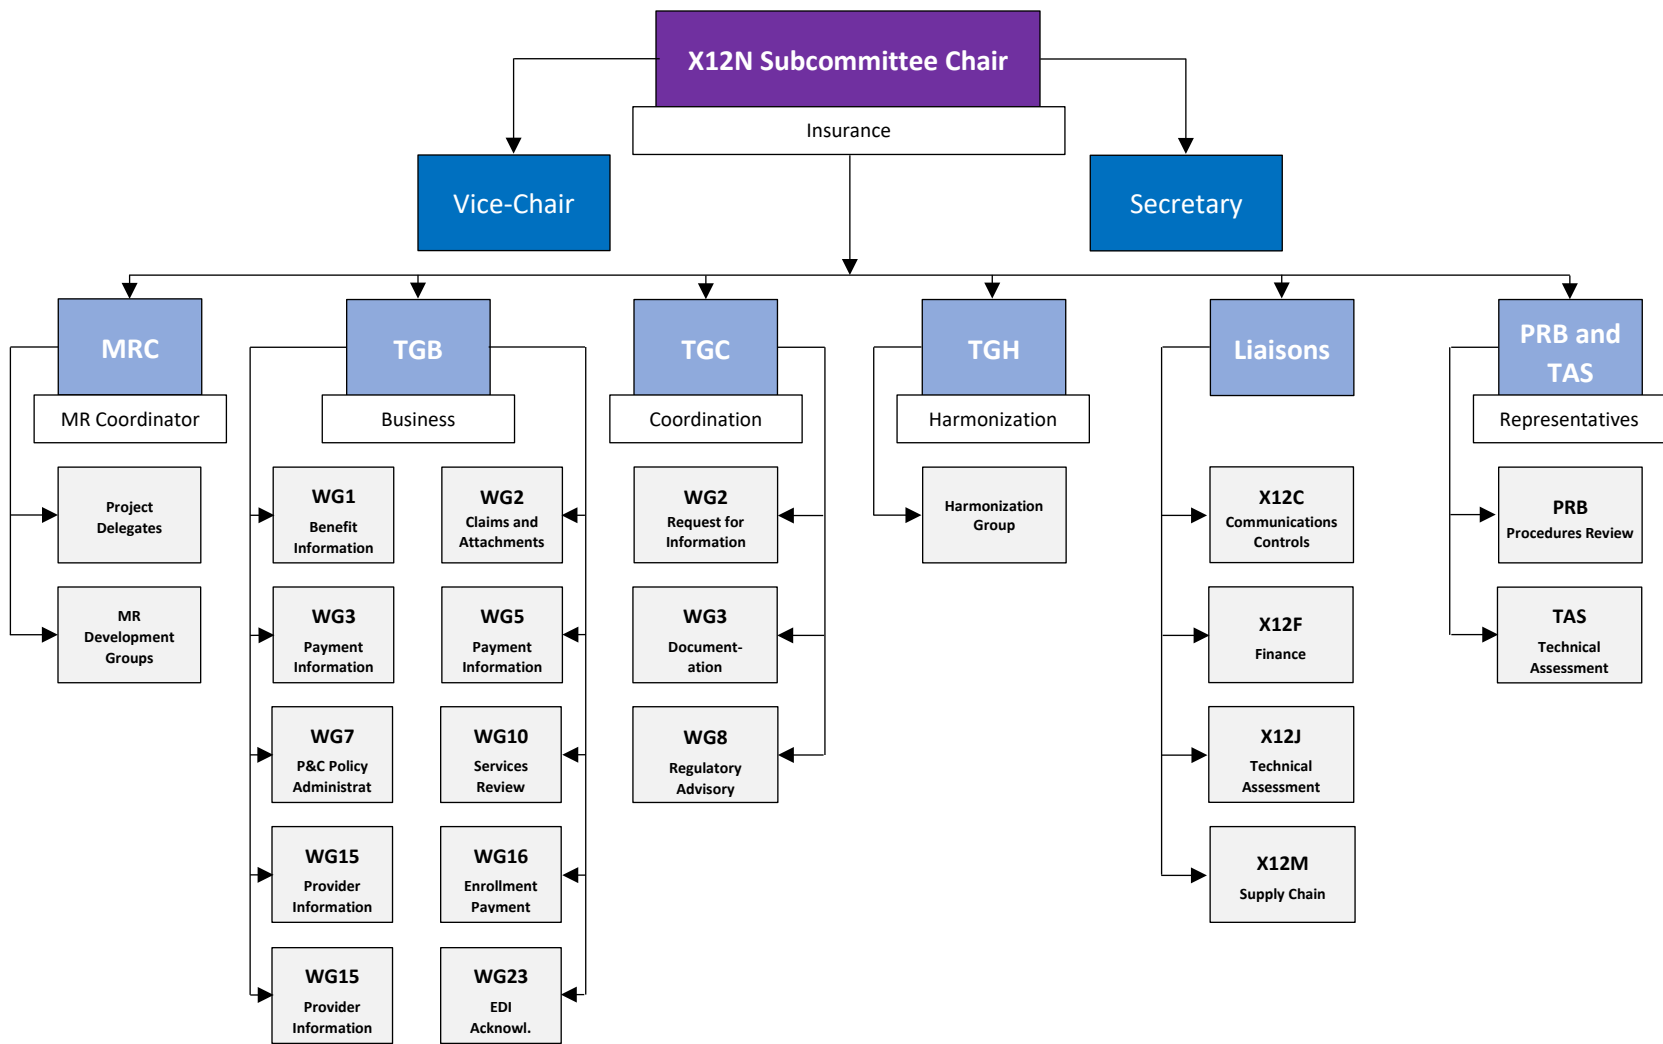 X12N Subcommittee Chair
Insurance
Vice-Chair
Secretary
MRC
MR Coordinator
Project
Delegates
MR
Development
Groups
TGB
Business
WG1
Benefit
Information
WG2
Claims and
Attachments
WG3
Payment
Information
WG5
Payment
Information
WG7
P&C Policy
Administrat
WG10
Services
Review
WG15
Provider
Information
WG16
Enrollment
Payment
WG15
Provider
Information
WG23
EDI
Acknowl.
TGC
Coordination
WG2
Request for
Information
WG3
Document-
ation
WG8
Regulatory
Advisory
TGH
Harmonization
Harmonization
Group
Liaisons
X12C
Communications
Controls
X12F
Finance
X12J
Technical
Assessment
X12M
Supply Chain
PRB and
TAS
Representatives
PRB
Procedures Review
TAS
Technical
Assessment